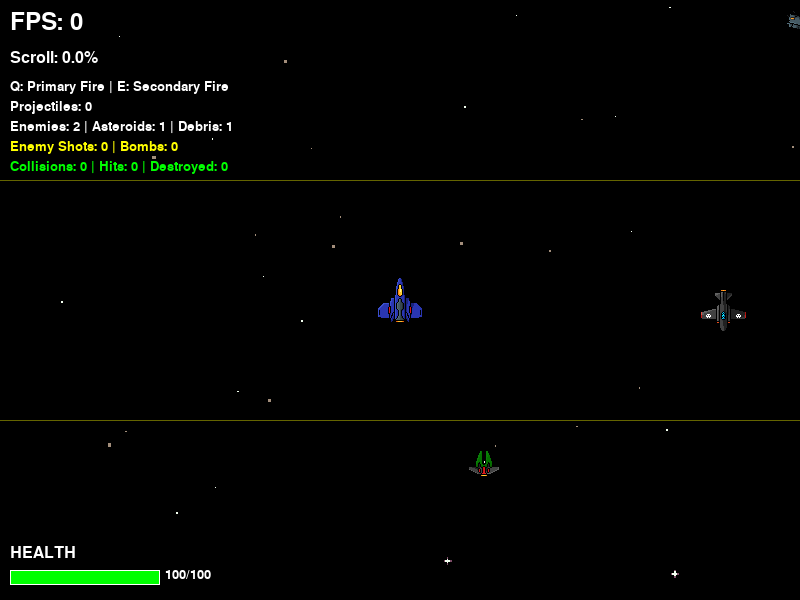 FPS: 0
Scroll: 0.0%
Q: Primary Fire | E: Secondary Fire
Projectiles: 0
Enemies: 2 | Asteroids: 1 | Debris: 1
Enemy Shots: 0 | Bombs: 0
Collisions: 0 | Hits: 0 | Destroyed: 0
HEALTH
100/100